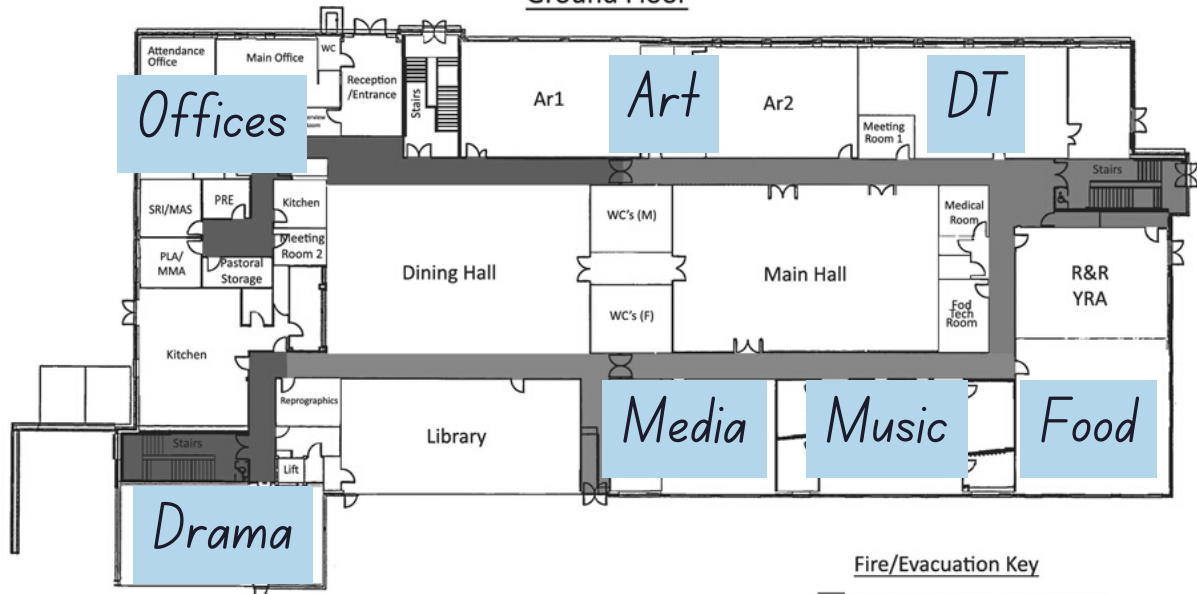 Ground Floor
Attendance
Office
Main Office
WC
Reception
/Entrance
Stairs
Offices
Room
Ar1
Art
Ar2
DT
Meeting
Room 1
Stairs
SRI/MAS
PRE
Kitchen
Meeting
Room 2
PLA/
MMA
Pastoral
Storage
Dining Hall
WC's (M)
WC's (F)
Main Hall
Medical
Room
Fod
Tech
Room
R&R
YRA
Kitchen
Reprographics
Library
Media
Music
Food
Stairs
Lift
Drama
Fire/Evacuation Key